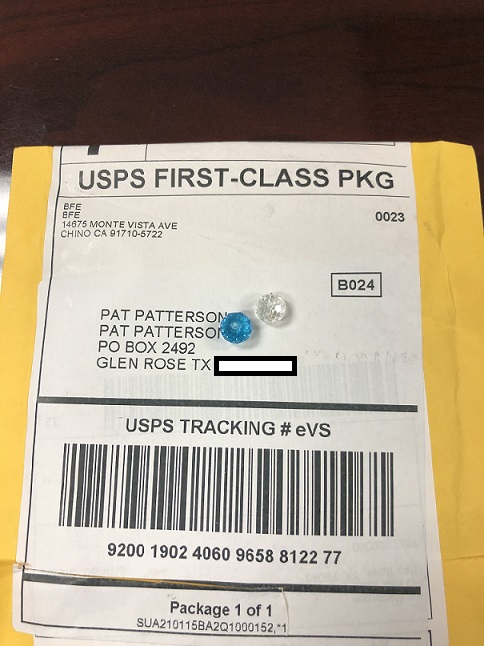 USPS FIRST-CLASS PKG
BFE
BFE
14675 MONTE VISTA AVE
CHINO CA 91710-5722
0023
B024
PAT PATTERSON
PAT PATTERSON
PO BOX 2492
GLEN ROSE TX
USPS TRACKING # eVS
9200 1902 4060 9658 8122 77
Package 1 of 1
SUA210115BA2Q1000152,*1